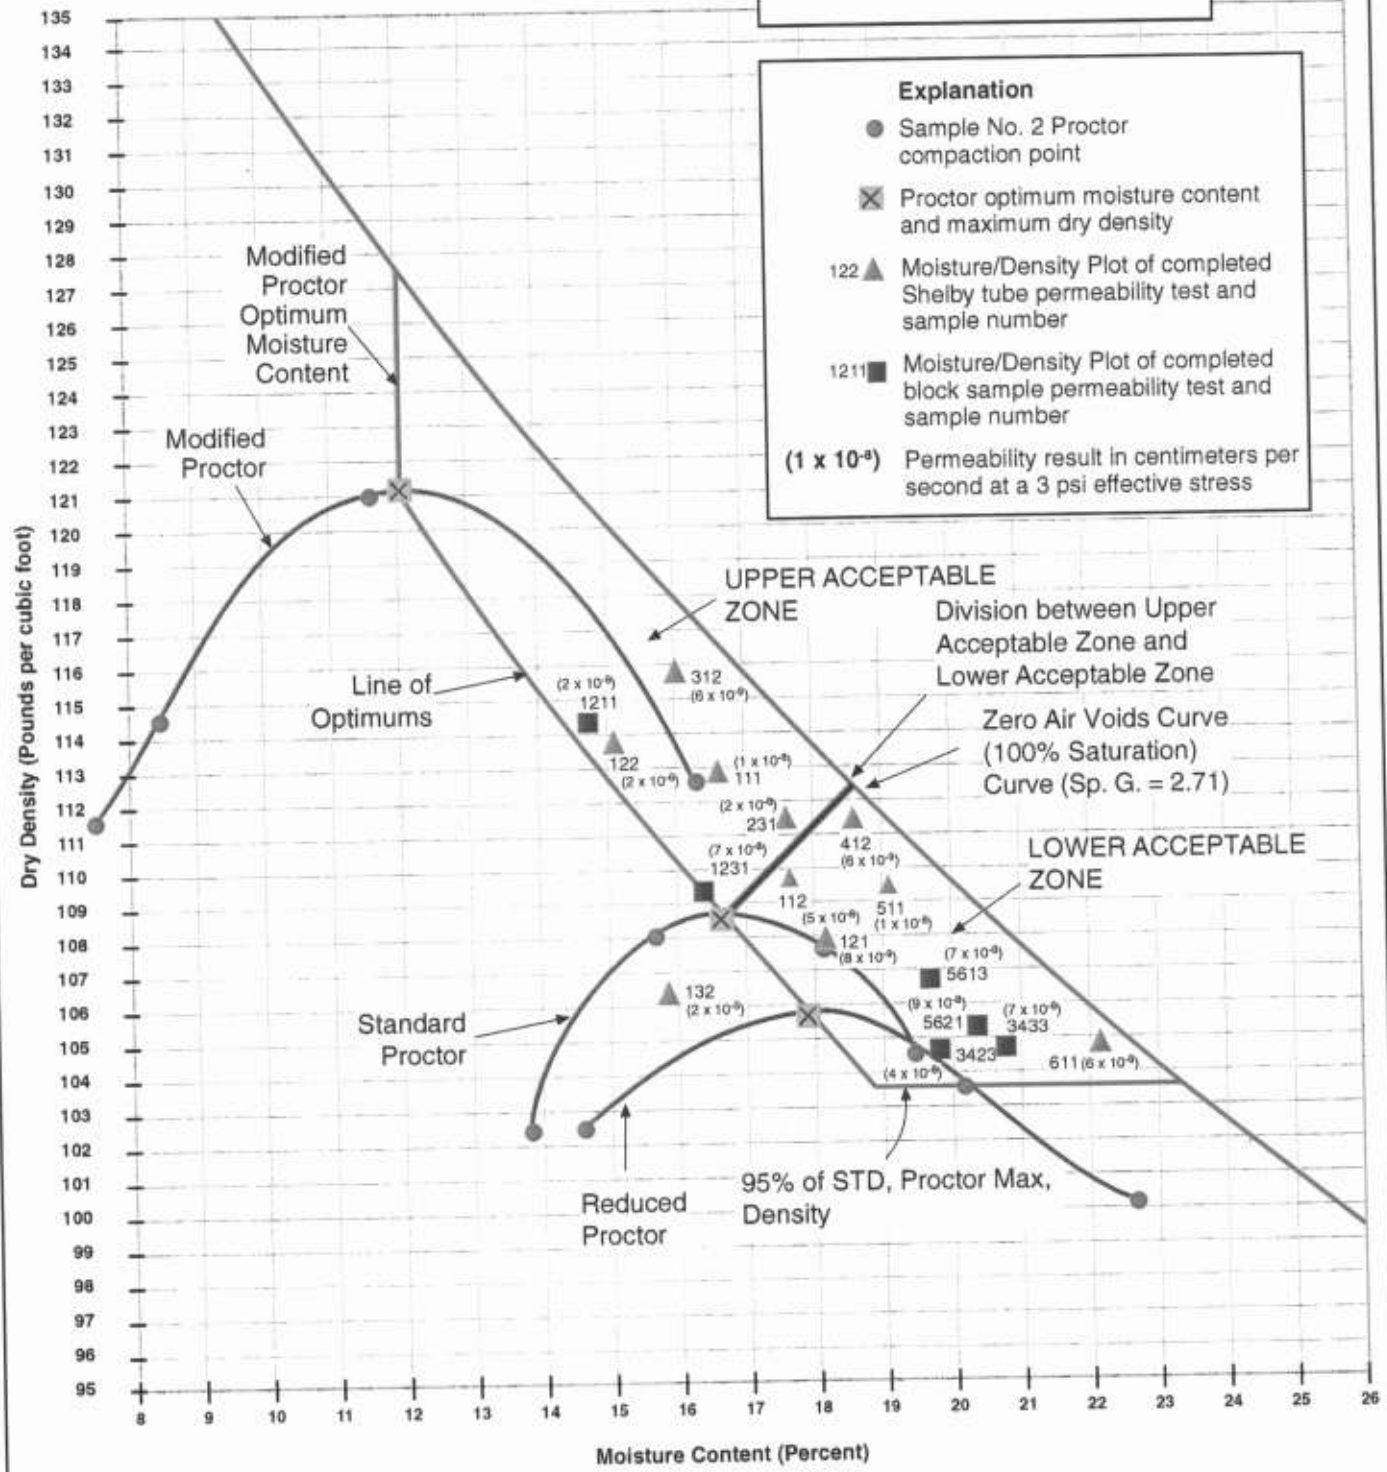 Explanation
Sample No. 2 Proctor
compaction point
Proctor optimum moisture content
and maximum dry density
122
Moisture/Density Plot of completed
Shelby tube permeability test and
sample number
1211
Moisture/Density Plot of completed
block sample permeability test and
sample number
(1 x 10⁻⁸)
Permeability result in centimeters per
second at a 3 psi effective stress
Dry Density (Pounds per cubic foot)
135
134
133
132
131
130
129
128
127
126
125
124
123
122
121
120
119
118
117
116
115
114
113
112
111
110
109
108
107
106
105
104
103
102
101
100
99
98
97
96
95
Modified
Proctor
Optimum
Moisture
Content
Modified
Proctor
UPPER ACCEPTABLE
ZONE
Division between Upper
Acceptable Zone and
Lower Acceptable Zone
Zero Air Voids Curve
(100% Saturation)
Curve (Sp. G. = 2.71)
LOWER ACCEPTABLE
ZONE
Line of
Optimums
1211
312
122
111
231
412
1231
112
511
121
5613
132
5621
3433
3423
611
Standard
Proctor
Reduced
Proctor
95% of STD, Proctor Max,
Density
8 9 10 11 12 13 14 15 16 17 18 19 20 21 22 23 24 25 26
Moisture Content (Percent)